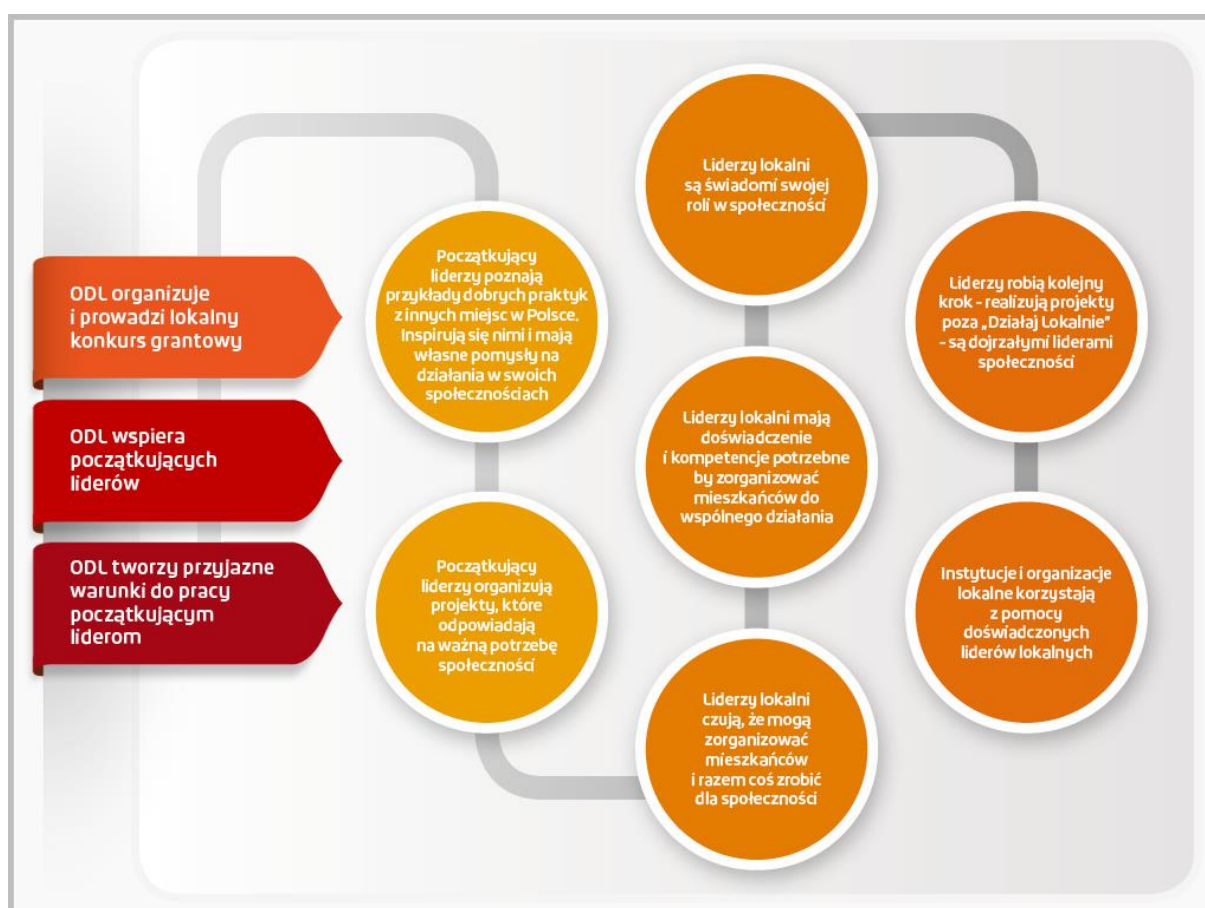 ODL organizuje
i prowadzi lokalny
konkurs grantowy
ODL wspiera
początkujących
liderów
ODL tworzy przyjazne
warunki do pracy
początkującym
liderom
Początkujący
liderzy poznają
przykłady dobrych praktyk
z innych miejsc w Polsce.
Inspirują się nimi i mają
własne pomysły na
działania w swoich
społecznościach
Początkujący
liderzy organizują
projekty, które
odpowiadają
na ważną potrzebę
społeczności
Liderzy lokalni
czują, że mogą
zorganizować
mieszkańców
i razem coś zrobić
dla społeczności
Liderzy lokalni mają
doświadczenie
i kompetencje potrzebne
by zorganizować
mieszkańców do
wspólnego działania
Liderzy lokalni
są świadomi swojej
roli w społeczności
Liderzy robią kolejny
krok - realizują projekty
poza „Działaj Lokalnie”
- są dojrzałymi liderami
społeczności
Instytucje i organizacje
lokalne korzystają
z pomocy
doświadczonych
liderów lokalnych